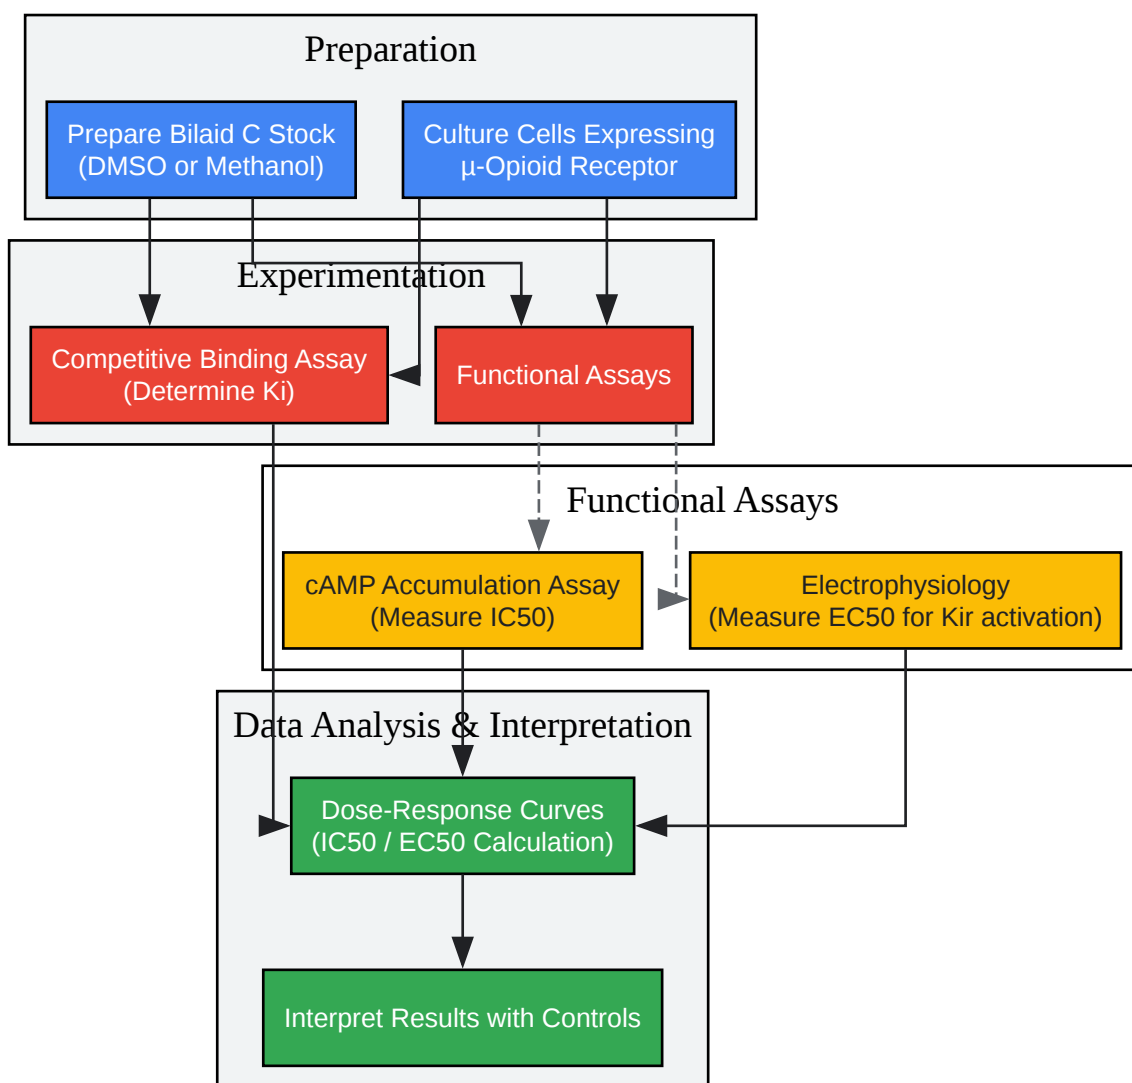 Preparation
Prepare Bilaid C Stock
(DMSO or Methanol)
Culture Cells Expressing
µ-Opioid Receptor
Experimentation
Competitive Binding Assay
(Determine Ki)
Functional Assays
Functional Assays
cAMP Accumulation Assay
(Measure IC50)
Electrophysiology
(Measure EC50 for Kir activation)
Data Analysis & Interpretation
Dose-Response Curves
(IC50 / EC50 Calculation)
Interpret Results with Controls